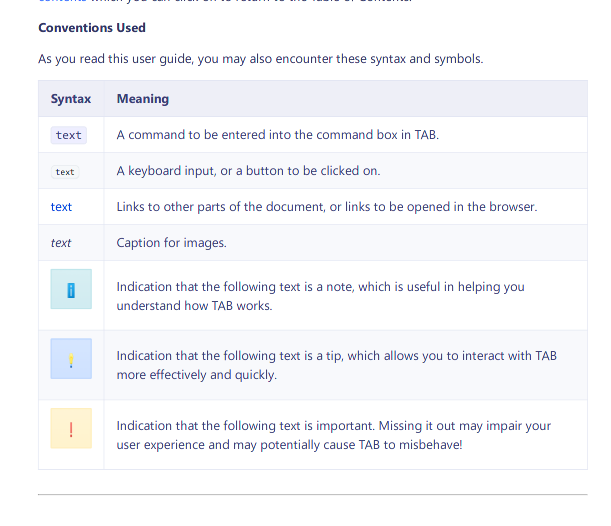 Conventions Used
As you read this user guide, you may also encounter these syntax and symbols.
Syntax Meaning
text A command to be entered into the command box in TAB.
text A keyboard input, or a button to be clicked on.
text Links to other parts of the document, or links to be opened in the browser.
text Caption for images.
Indication that the following text is a note, which is useful in helping you
understand how TAB works.
Indication that the following text is a tip, which allows you to interact with TAB
more effectively and quickly.
Indication that the following text is important. Missing it out may impair your
user experience and may potentially cause TAB to misbehave!